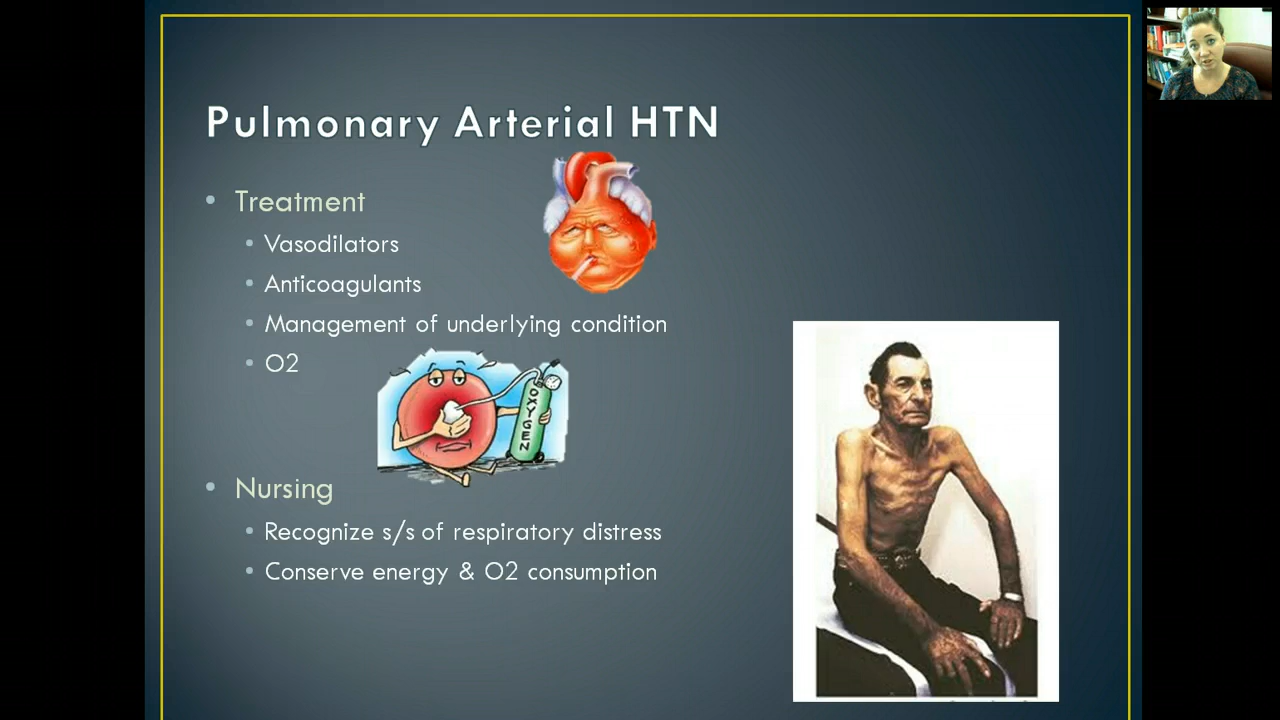 Pulmonary Arterial HTN
Treatment
Vasodilators
Anticoagulants
Management of underlying condition
O2
OXYGEN
Nursing
Recognize s/s of respiratory distress
Conserve energy & O2 consumption